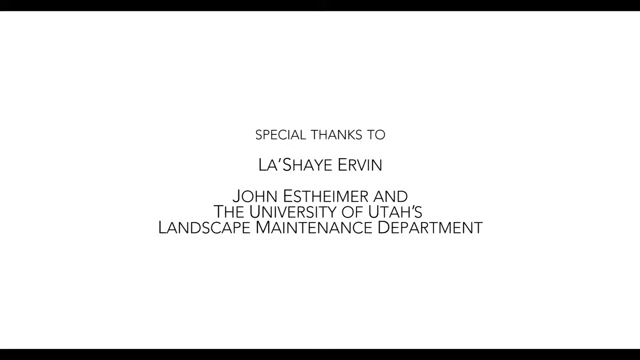 SPECIAL THANKS TO
LA'SHAYE ERVIN
JOHN ESTHEIMER AND
THE UNIVERSITY OF UTAH'S
LANDSCAPE MAINTENANCE DEPARTMENT